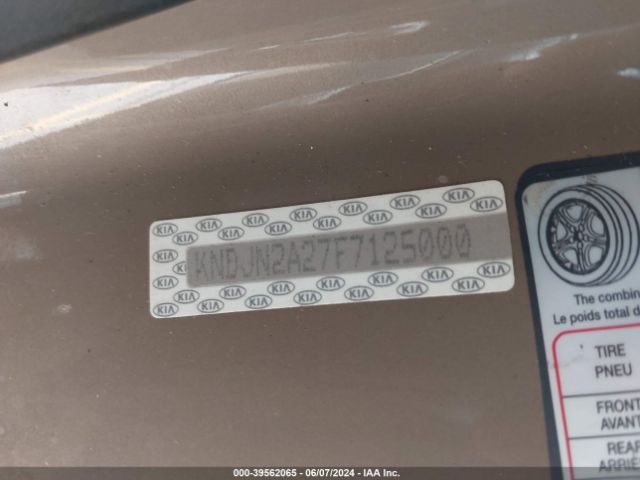 KNDJN2A27F7125000
The combin
Le poids total d
TIRE
PNEU
FRONT
AVANT
REAR
ARRIÈ
000-39562065 - 06/07/2024 - IAA Inc.